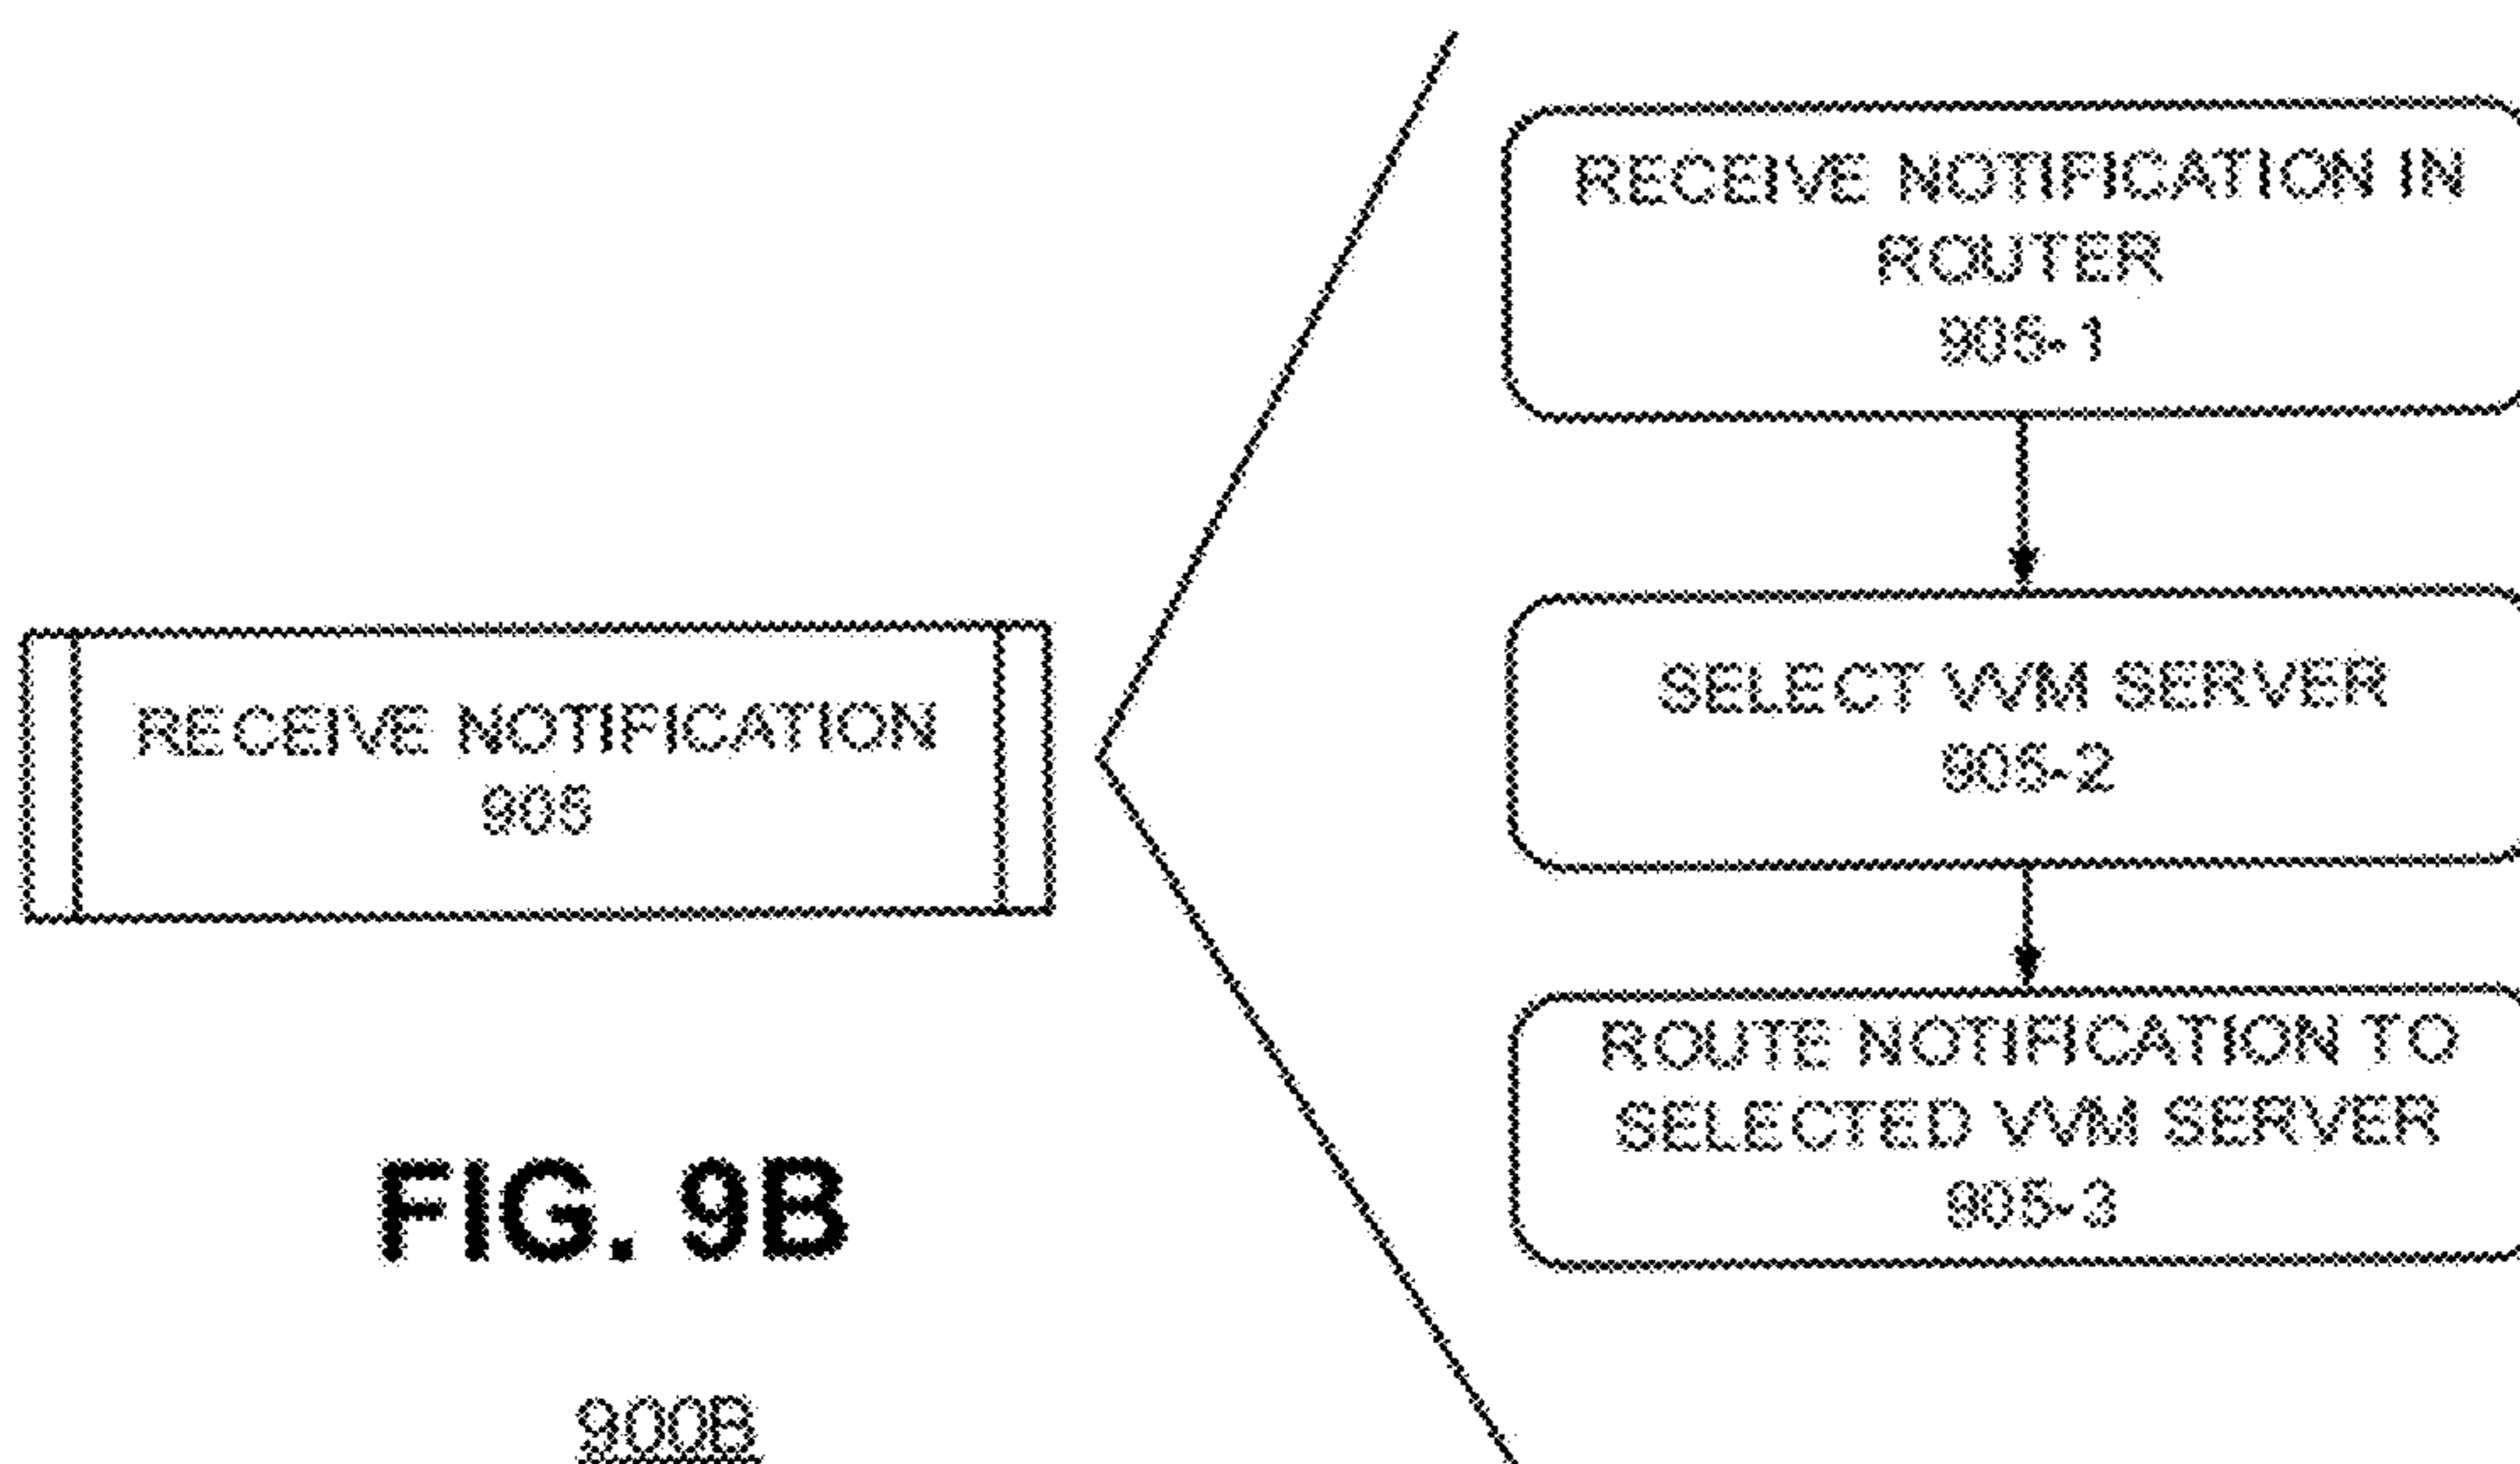 RECEIVE NOTIFICATION IN
ROUTER
905-1
SELECT VVM SERVER
905-2
RECEIVE NOTIFICATION
905
ROUTE NOTIFICATION TO
SELECTED VVM SERVER
905-3
FIG. 9B
900B